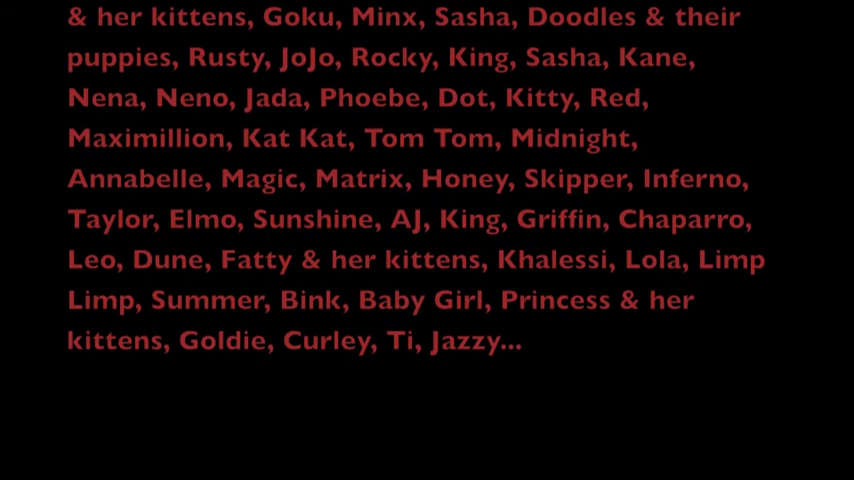 & her kittens, Goku, Minx, Sasha, Doodles & their
puppies, Rusty, JoJo, Rocky, King, Sasha, Kane,
Nena, Neno, Jada, Phoebe, Dot, Kitty, Red,
Maximillion, Kat Kat, Tom Tom, Midnight,
Annabelle, Magic, Matrix, Honey, Skipper, Inferno,
Taylor, Elmo, Sunshine, AJ, King, Griffin, Chaparro,
Leo, Dune, Fatty & her kittens, Khalessi, Lola, Limp
Limp, Summer, Bink, Baby Girl, Princess & her
kittens, Goldie, Curley, Ti, Jazzy...